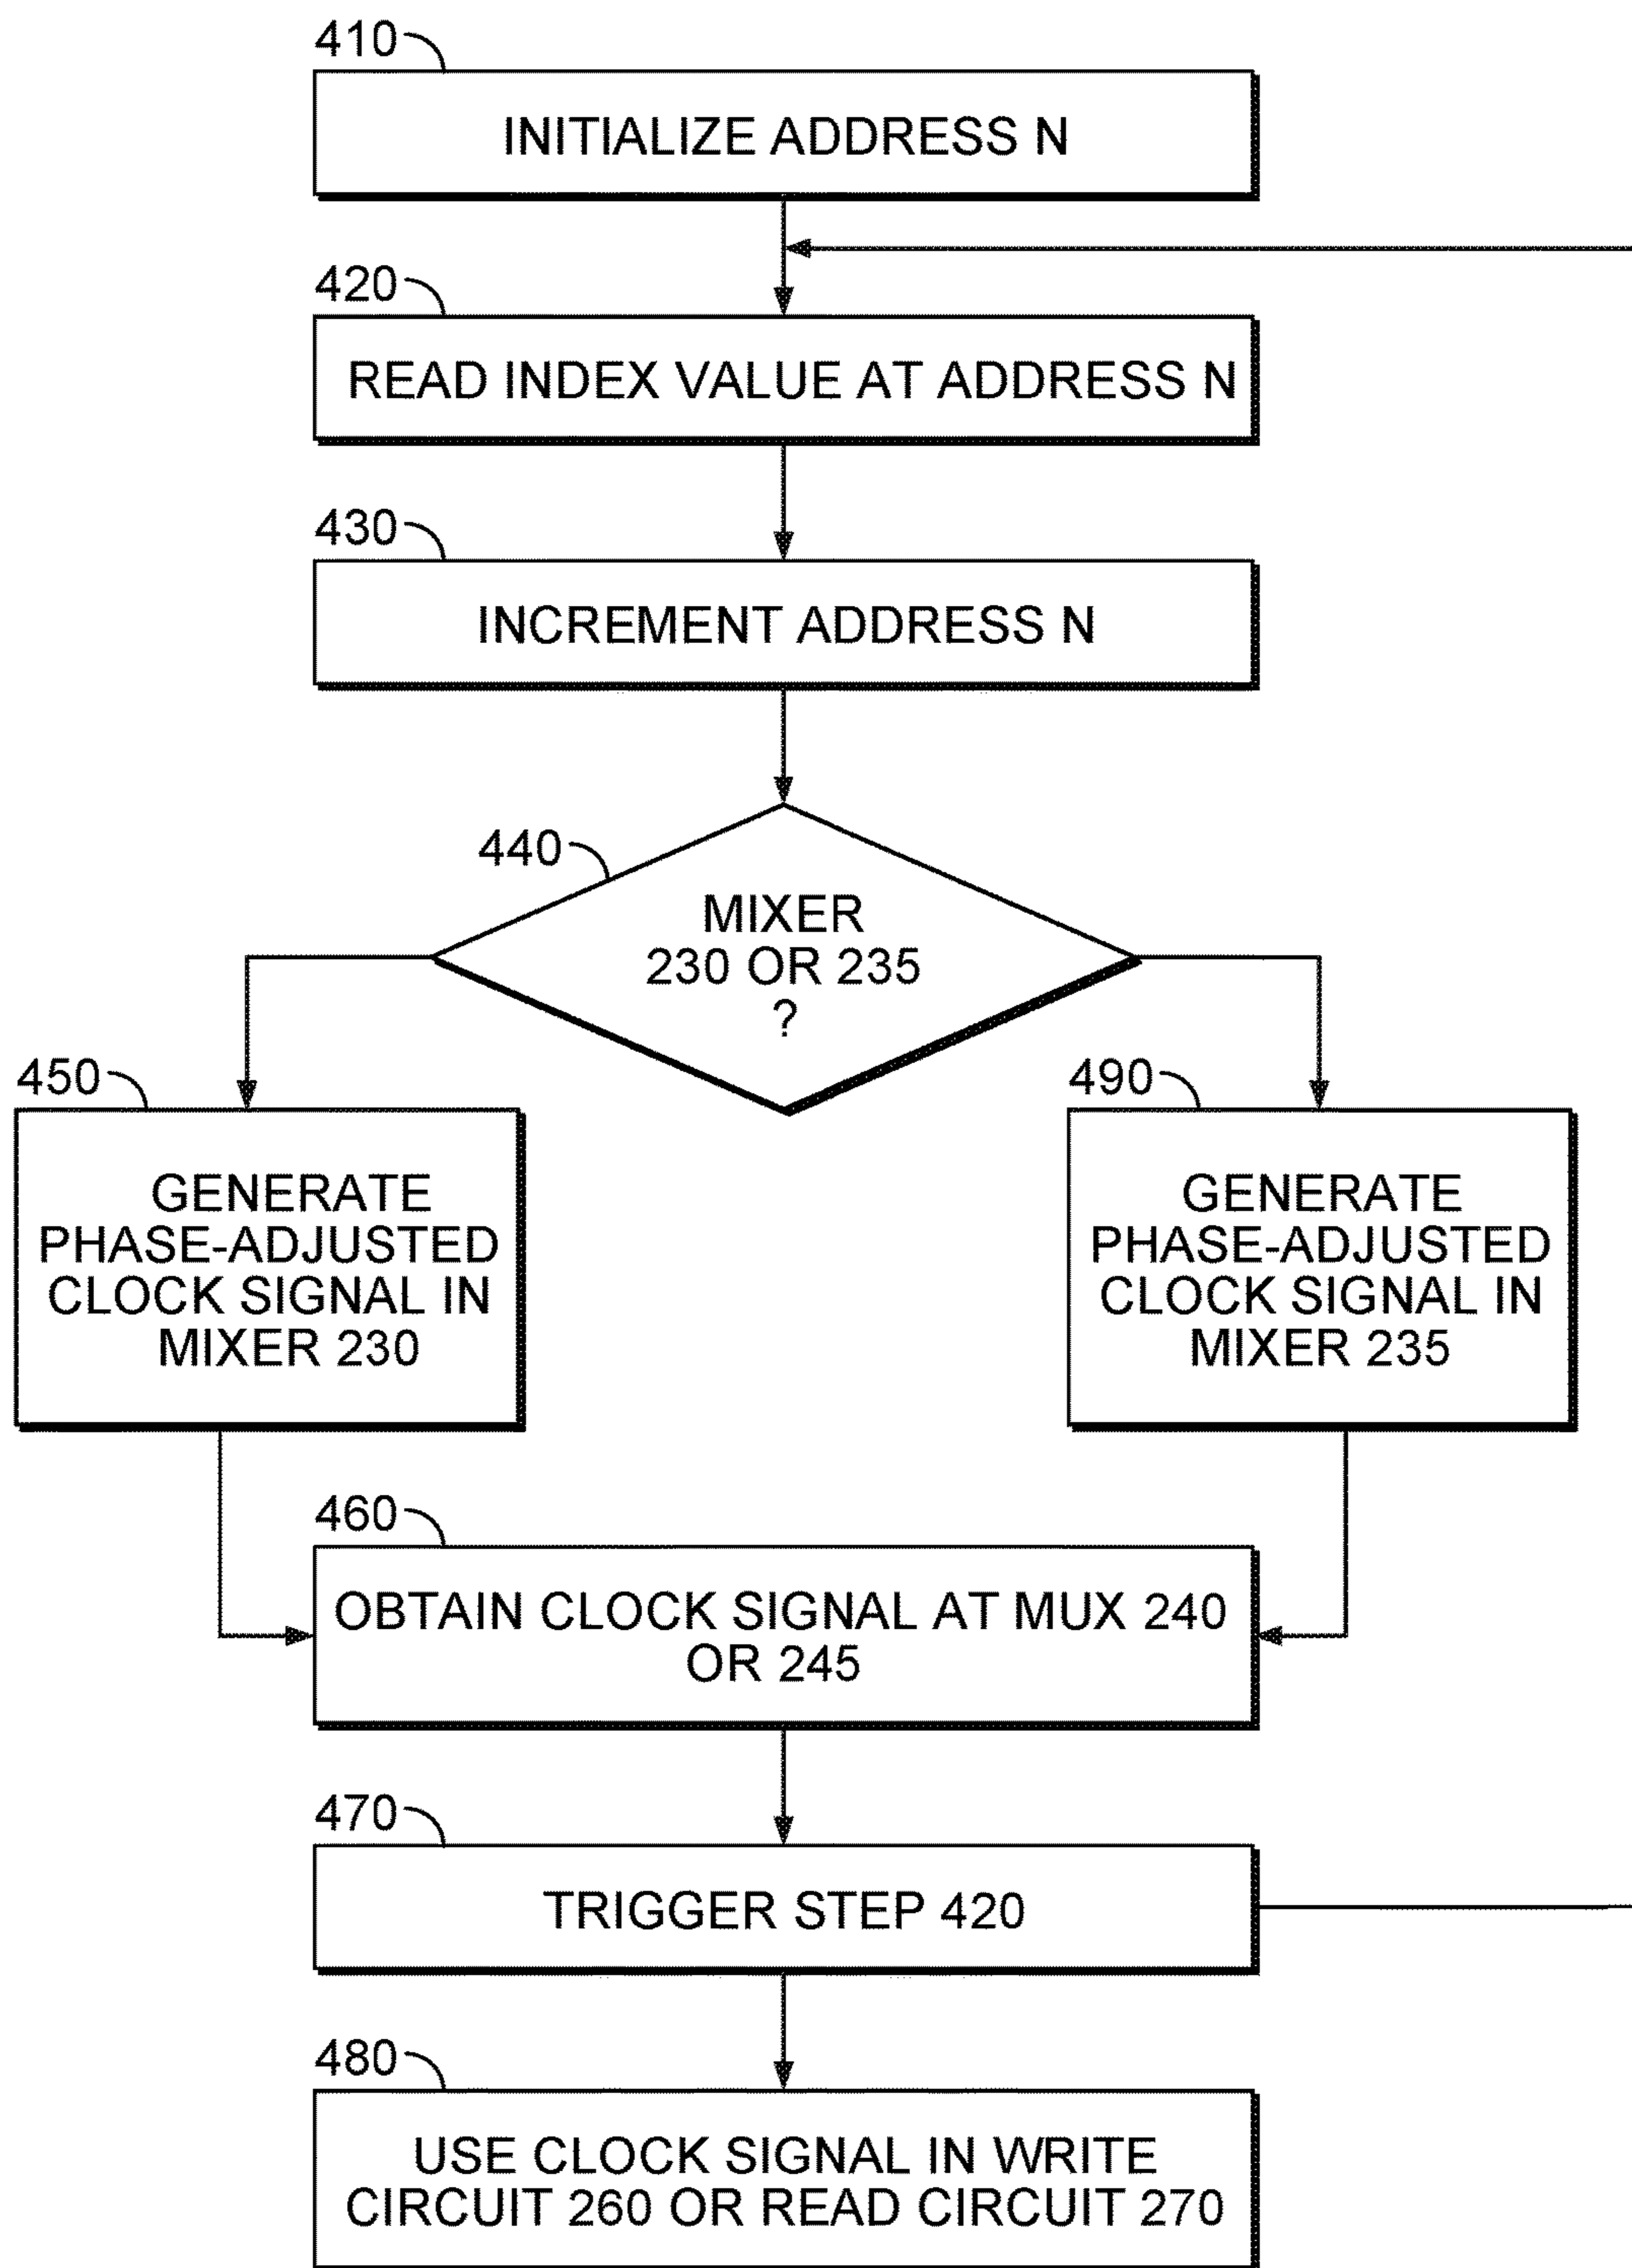 410
INITIALIZE ADDRESS N
420
READ INDEX VALUE AT ADDRESS N
430
INCREMENT ADDRESS N
440
MIXER
230 OR 235
?
450
GENERATE
PHASE-ADJUSTED
CLOCK SIGNAL IN
MIXER 230
490
GENERATE
PHASE-ADJUSTED
CLOCK SIGNAL IN
MIXER 235
460
OBTAIN CLOCK SIGNAL AT MUX 240
OR 245
470
TRIGGER STEP 420
480
USE CLOCK SIGNAL IN WRITE
CIRCUIT 260 OR READ CIRCUIT 270